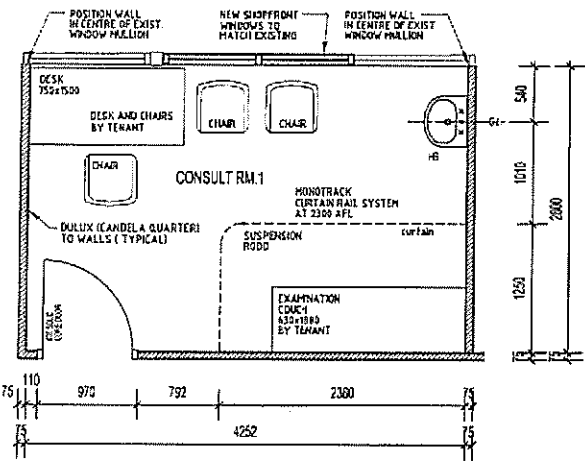 POSITION WALL
IN CENTRE OF EXIST.
WINDOW MULLION
NEW SHOPFRONT
WINDOWS TO
MATCH EXISTING
POSITION WALL
IN CENTRE OF EXIST
WINDOW MULLION
DESK
750x1500
DESK AND CHAIRS
BY TENANT
CHAIR
CHAIR
CHAIR
CONSULT RM.1
HB
MONOTRACK
CURTAIN RAIL SYSTEM
AT 2300 AFL
DULUX (CANDELA QUARTER)
TO WALLS (TYPICAL)
SUSPENSION
RODD
curtain
EXAMINATION
COUCH
630x1880
BY TENANT
540
1010
1250
75
2800
75
75
110
970
792
2380
75
75
4252
75